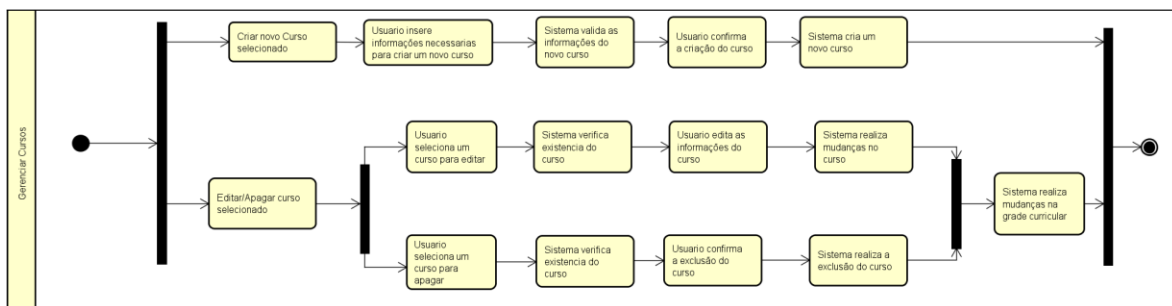 Gerenciar Cursos
Criar novo Curso
selecionado
Usuario insere
informações necessarias
para criar um novo curso
Sistema valida as
informações do
novo curso
Usuario confirma
a criação do curso
Sistema cria um
novo curso
Usuario
seleciona um
curso para editar
Sistema verifica
existencia do
curso
Usuario edita as
informações do
curso
Sistema realiza
mudanças no
curso
Editar/Apagar curso
selecionado
Sistema realiza
mudanças na
grade curricular
Usuario
seleciona um
curso para
apagar
Sistema verifica
existencia do
curso
Usuario confirma
a exclusão do
curso
Sistema realiza a
exclusão do curso